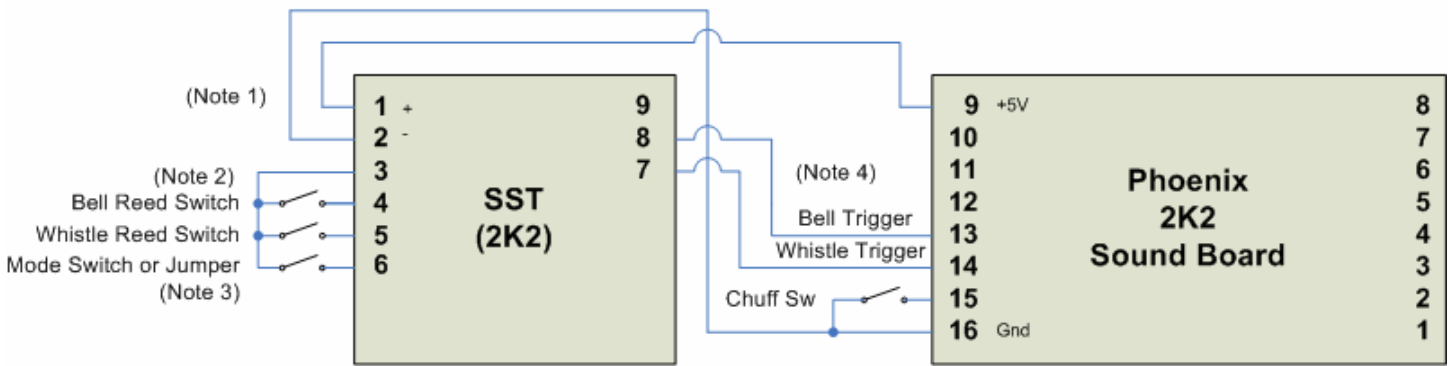 (Note 1)
(Note 2)
Bell Reed Switch
Whistle Reed Switch
Mode Switch or Jumper
(Note 3)
1 +
2 -
3
4
5
6
SST
(2K2)
9
8
7
(Note 4)
Bell Trigger
Whistle Trigger
Chuff Sw
9 +5V
10
11
12
13
14
15
16 Gnd
Phoenix
2K2
Sound Board
8
7
6
5
4
3
2
1